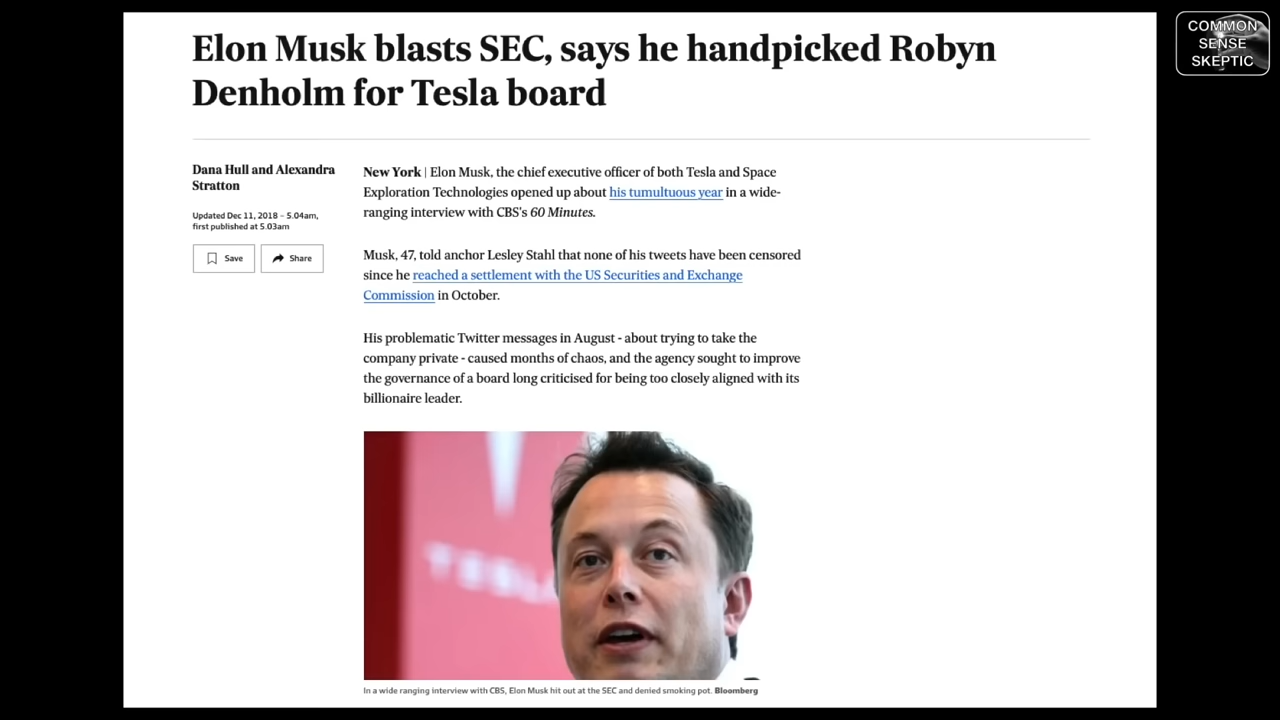 Elon Musk blasts SEC, says he handpicked Robyn
Denholm for Tesla board
Dana Hull and Alexandra
Stratton
Updated Dec 11, 2018 – 5.04am,
first published at 5.03am
Save
Share
New York | Elon Musk, the chief executive officer of both Tesla and Space
Exploration Technologies opened up about his tumultuous year in a wide-
ranging interview with CBS's 60 Minutes.
Musk, 47, told anchor Lesley Stahl that none of his tweets have been censored
since he reached a settlement with the US Securities and Exchange
Commission in October.
His problematic Twitter messages in August - about trying to take the
company private - caused months of chaos, and the agency sought to improve
the governance of a board long criticised for being too closely aligned with its
billionaire leader.
TESLA
In a wide ranging interview with CBS, Elon Musk hit out at the SEC and denied smoking pot. Bloomberg
COMMON
SENSE
SKEPTIC